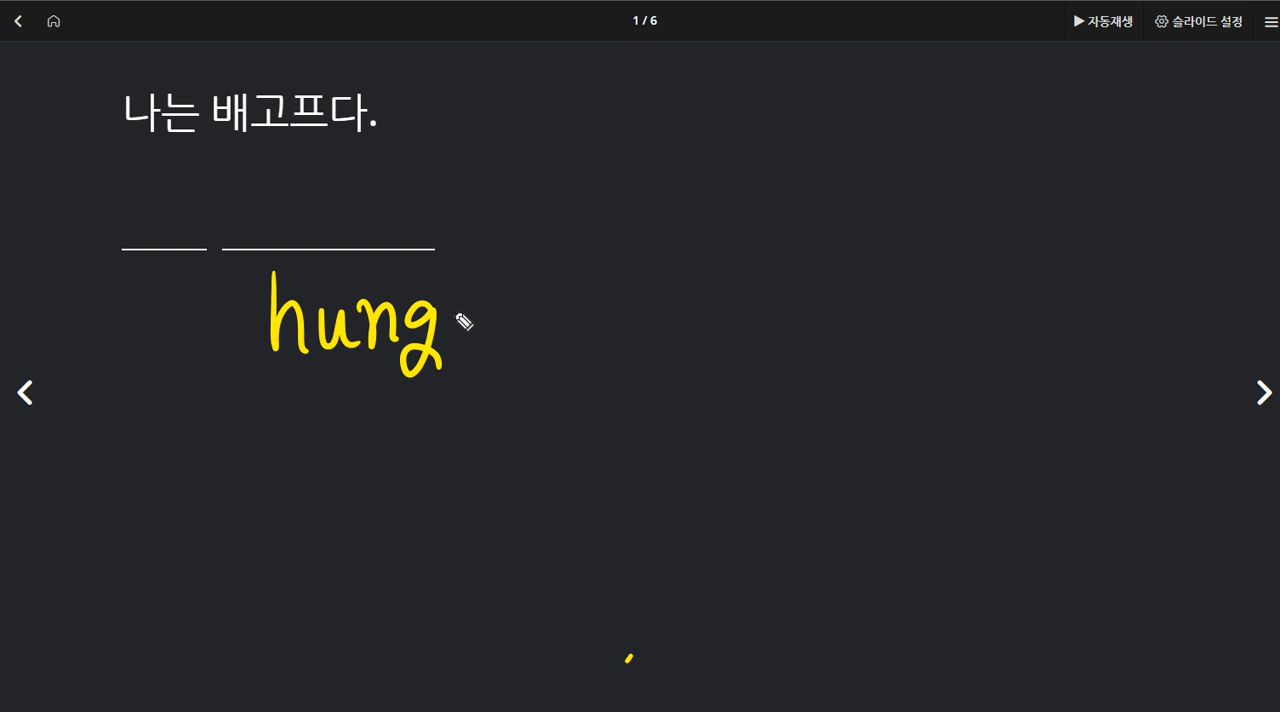 1 / 6
자동재생
슬라이드 설정
나는 배고프다.
hung